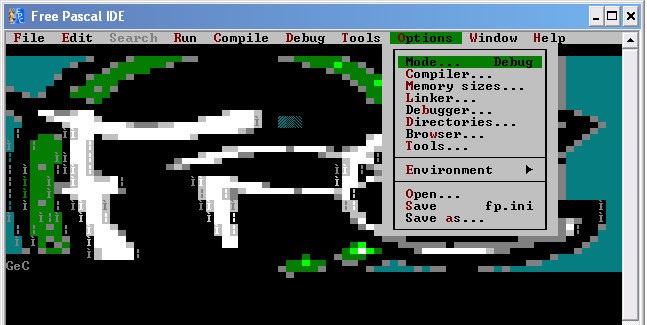 Free Pascal IDE
File Edit Search Run Compile Debug Tools Options Window Help
Mode... Debug
Compiler...
Memory sizes...
Linker...
Debugger...
Directories...
Browser...
Tools...
Environment
Open...
Save fp.ini
Save as...
GeC